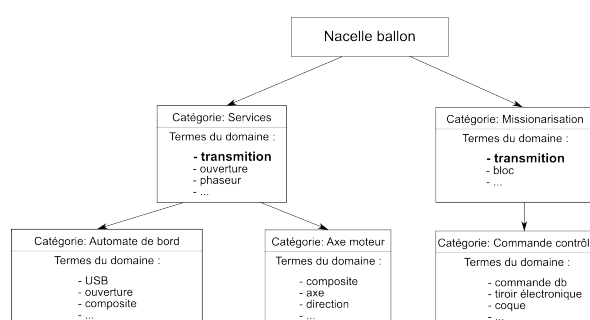 Nacelle ballon
Catégorie: Services
Termes du domaine :
- transmition
- ouverture
- phaseur
- ...
Catégorie: Missionarisation
Termes du domaine :
- transmition
- bloc
- ...
Catégorie: Automate de bord
Termes du domaine :
- USB
- ouverture
- composite
- ...
Catégorie: Axe moteur
Termes du domaine :
- composite
- axe
- direction
- ...
Catégorie: Commande contrôl
Termes du domaine :
- commande db
- tiroir électronique
- coque
- ...